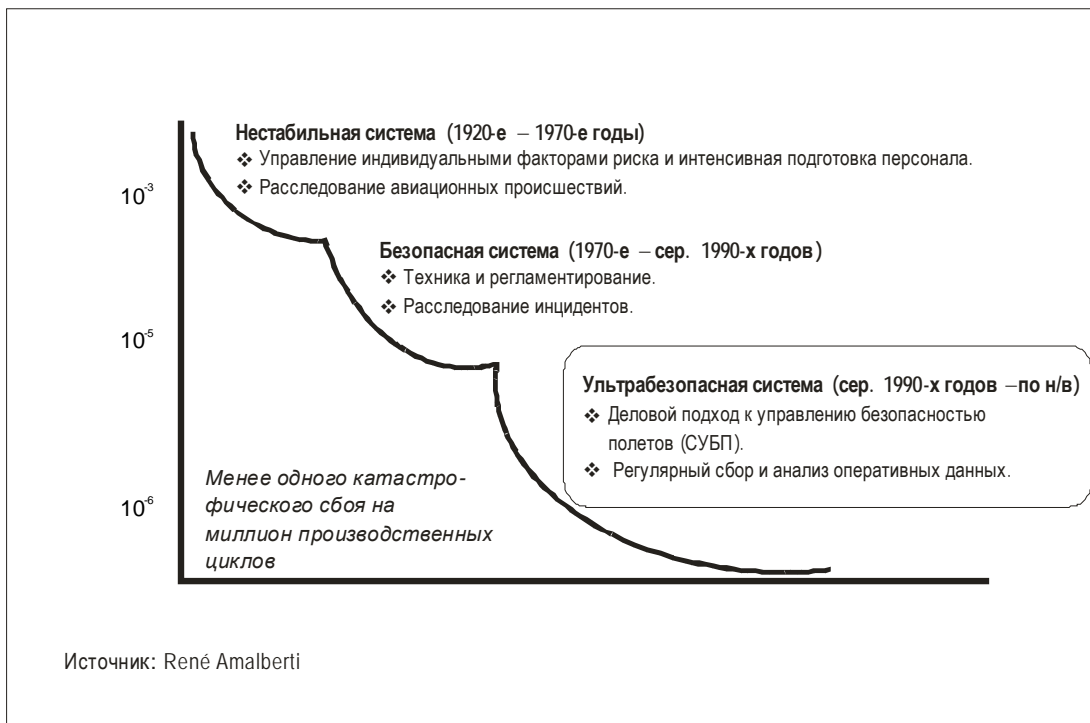 Нестабильная система (1920-е – 1970-е годы)
❖ Управление индивидуальными факторами риска и интенсивная подготовка персонала.
❖ Расследование авиационных происшествий.
10-3
Безопасная система (1970-е – сер. 1990-х годов)
❖ Техника и регламентирование.
❖ Расследование инцидентов.
10-5
Ультрабезопасная система (сер. 1990-х годов –по н/в)
❖ Деловой подход к управлению безопасностью
полетов (СУБП).
❖ Регулярный сбор и анализ оперативных данных.
10-6
Менее одного катастро-
фического сбоя на
миллион производственных
циклов
Источник: René Amalberti